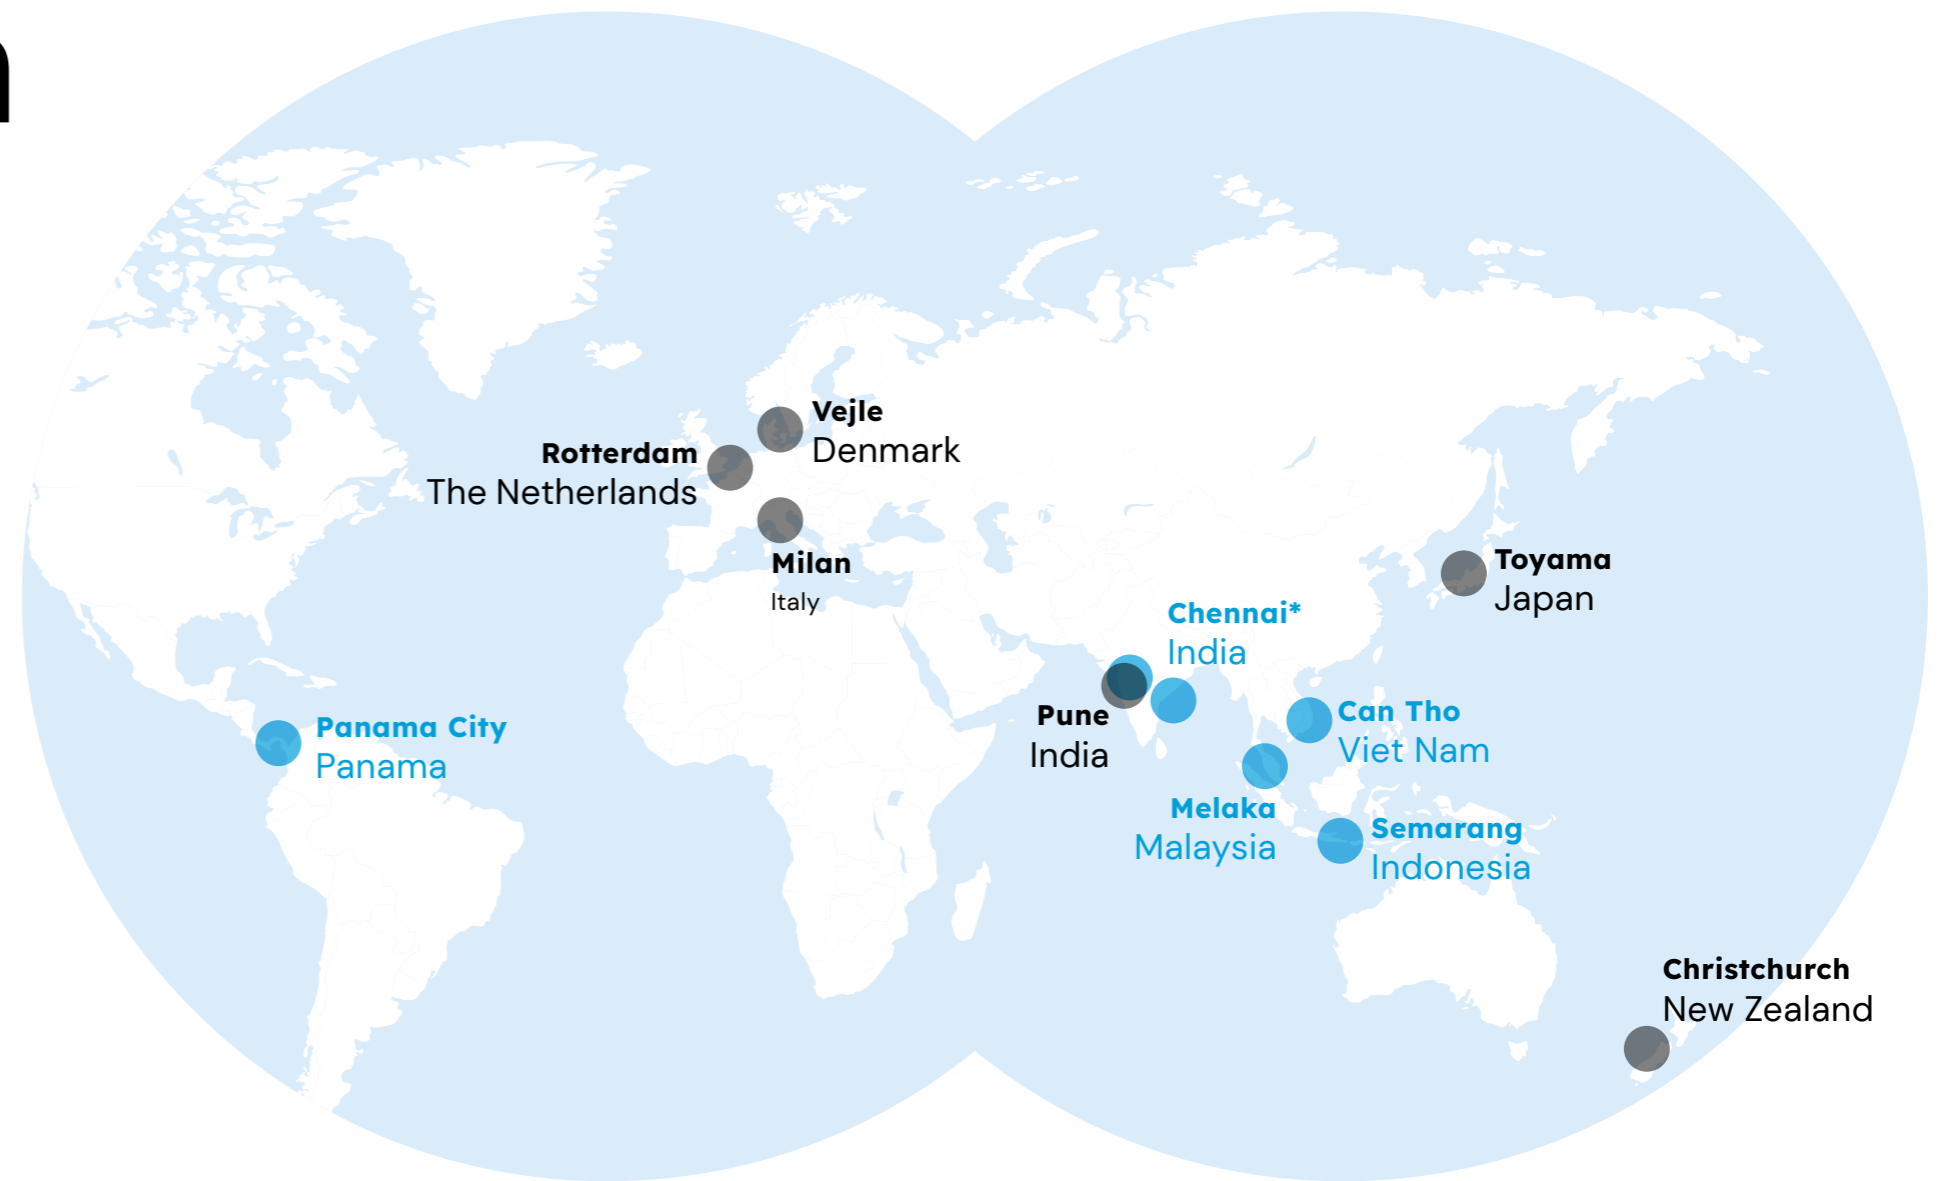 Vejle
Denmark
Rotterdam
The Netherlands
Milan
Italy
Toyama
Japan
Chennai*
India
Pune
India
Panama City
Panama
Can Tho
Viet Nam
Melaka
Malaysia
Semarang
Indonesia
Christchurch
New Zealand